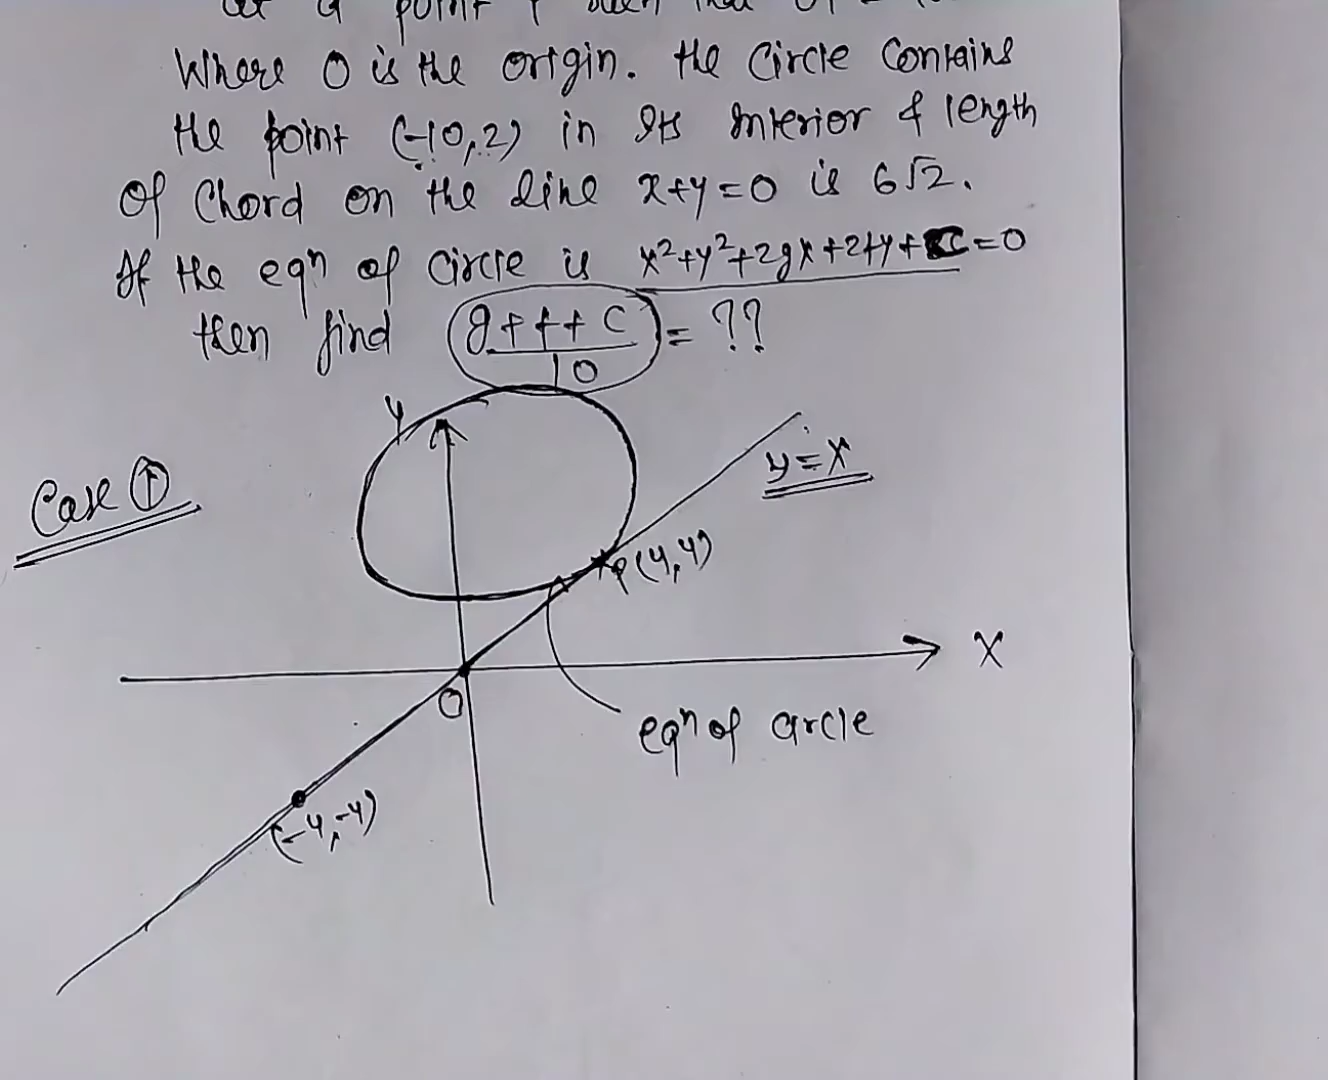 Where O is the origin. the Circle Contains
the point (-10,2) in Its Interior & length
Of Chord on the line x+y=0 is 6√2.
If the eqn of Circle is x²+y²+2gx+2fy+C=0
then find (g+f+C)/10 = ??
Y
Case ①
y=x
P(4,4)
X
O
eqn of circle
(-4,-4)